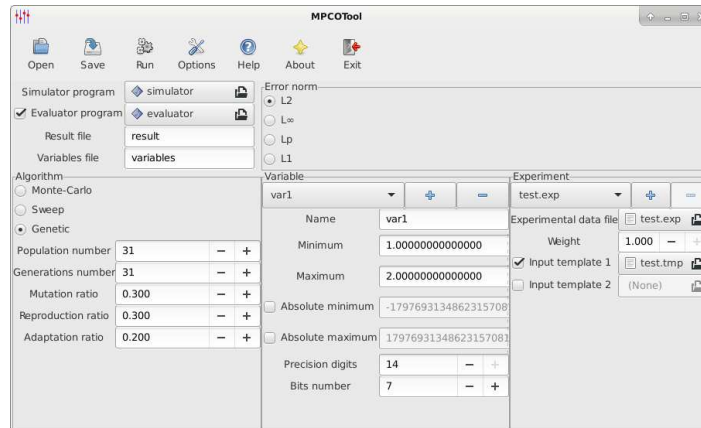 MPCOTool
Open Save Run Options Help About Exit
Simulator program simulator
Evaluator program evaluator
Result file result
Variables file variables
Error norm
L2
L∞
Lp
L1
Algorithm
Monte-Carlo
Sweep
Genetic
Population number 31 − +
Generations number 31 − +
Mutation ratio 0.300 − +
Reproduction ratio 0.300 − +
Adaptation ratio 0.200 − +
Variable
var1
Name var1
Minimum 1.00000000000000
Maximum 2.00000000000000
Absolute minimum -1797693134862315708
Absolute maximum 17976931348623157081
Precision digits 14 − +
Bits number 7 − +
Experiment
test.exp
Experimental data file test.exp
Weight 1.000 − +
Input template 1 test.tmp
Input template 2 (None)